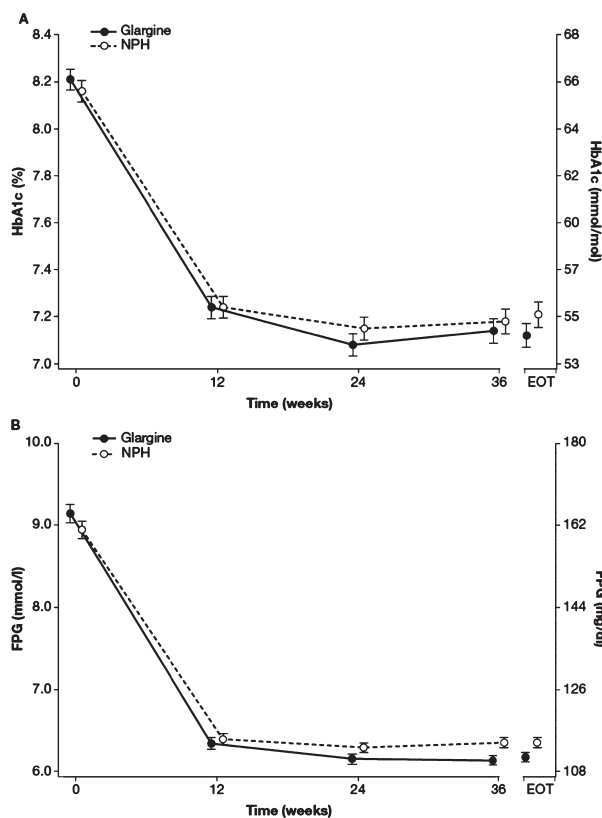 A
Glargine
NPH
8.4
8.2
8.0
7.8
7.6
7.4
7.2
7.0
HbA1c (%)
68
66
64
62
60
57
55
53
HbA1c (mmol/mol)
0
12
24
36
EOT
Time (weeks)
B
Glargine
NPH
10.0
9.0
8.0
7.0
6.0
FPG (mmol/l)
180
162
144
126
108
FPG (mg/dl)
0
12
24
36
EOT
Time (weeks)